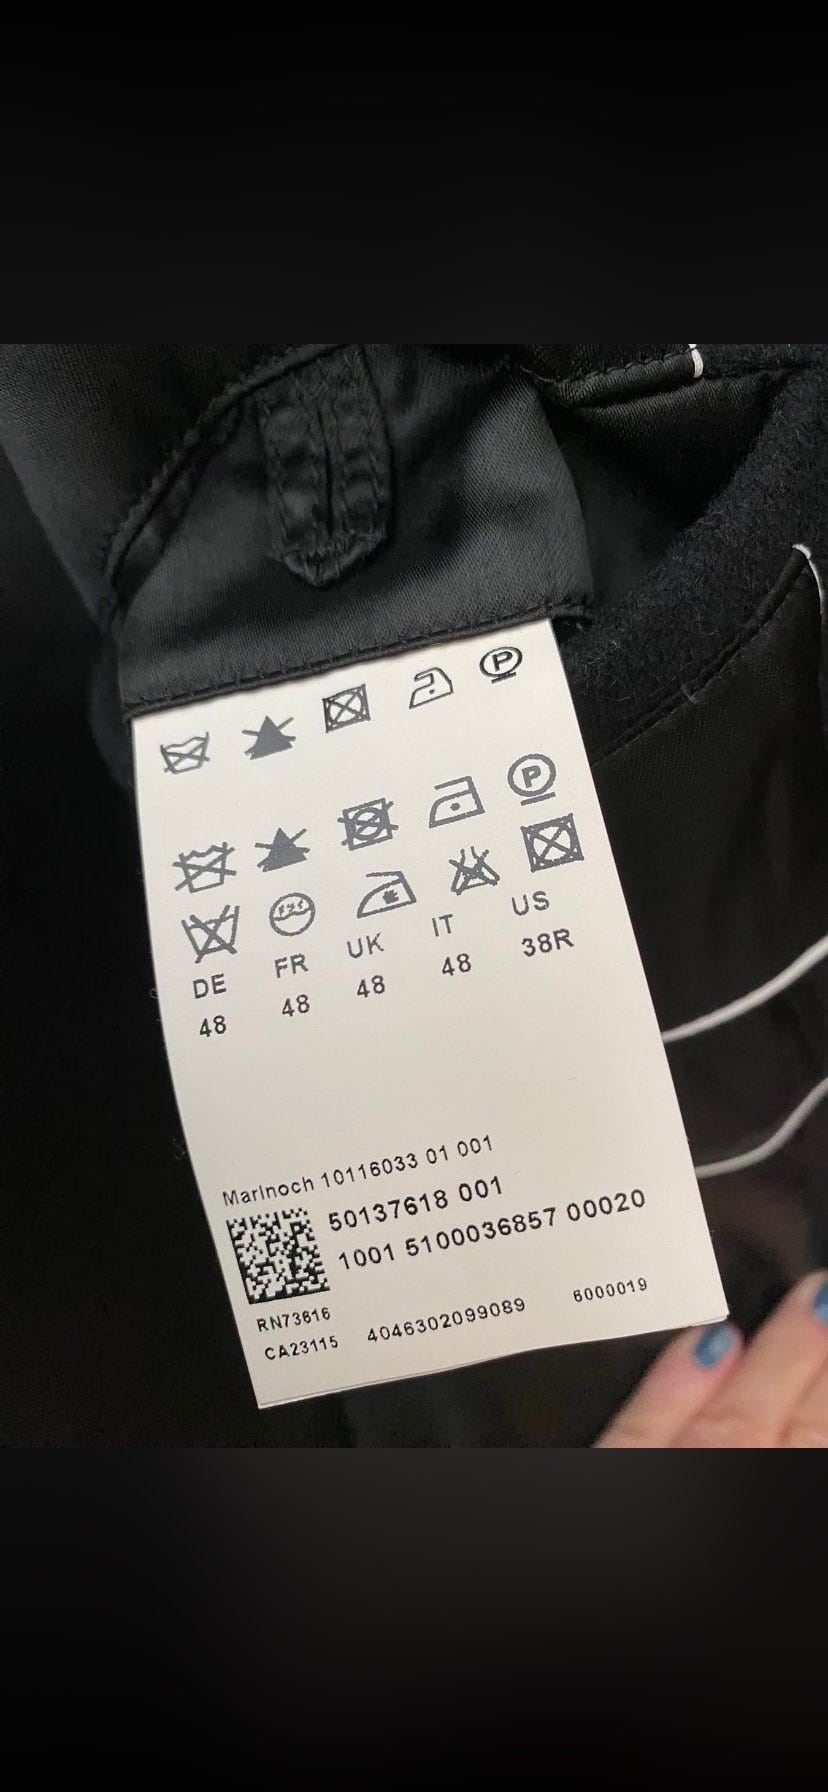 P
P
DE FR UK IT US
48 48 48 48 38R
Marinoch 10116033 01 001
50137618 001
1001 5100036857 00020
RN73616
CA23115 4046302099089 6000019